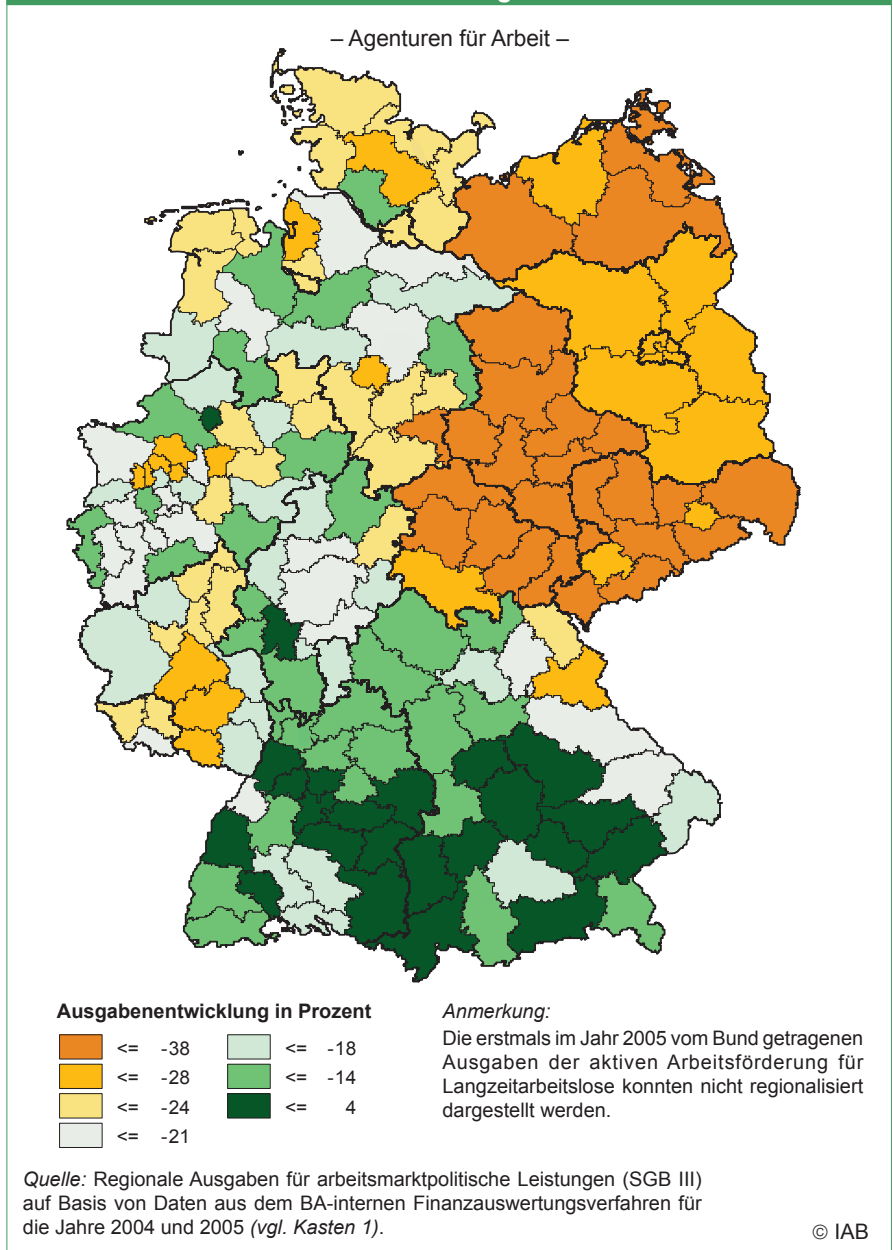 – Agenturen für Arbeit –
Ausgabenentwicklung in Prozent
<= -38
<= -28
<= -24
<= -21
<= -18
<= -14
<= 4
Anmerkung:
Die erstmals im Jahr 2005 vom Bund getragenen
Ausgaben der aktiven Arbeitsförderung für
Langzeitarbeitslose konnten nicht regionalisiert
dargestellt werden.
Quelle: Regionale Ausgaben für arbeitsmarktpolitische Leistungen (SGB III)
auf Basis von Daten aus dem BA-internen Finanzauswertungsverfahren für
die Jahre 2004 und 2005 (vgl. Kasten 1).
© IAB